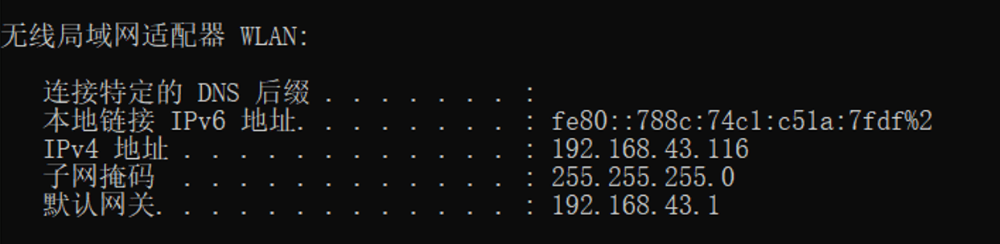 无线局域网适配器 WLAN:
连接特定的 DNS 后缀 . . . . . . . :
本地链接 IPv6 地址. . . . . . . . : fe80::788c:74c1:c51a:7fdf%2
IPv4 地址 . . . . . . . . . . . . : 192.168.43.116
子网掩码  . . . . . . . . . . . . : 255.255.255.0
默认网关. . . . . . . . . . . . . : 192.168.43.1